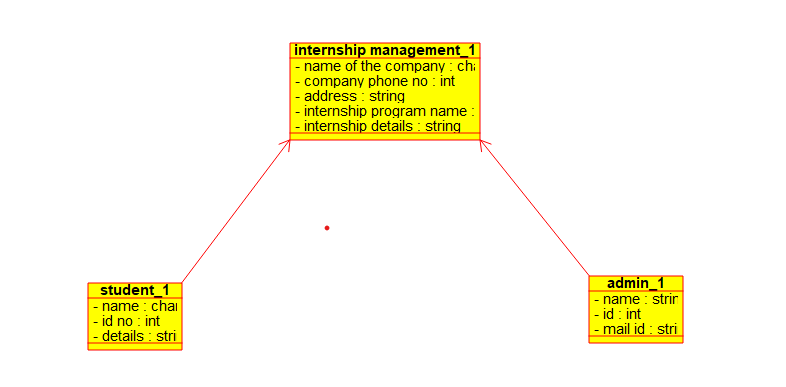 internship management_1
- name of the company : cha
- company phone no : int
- address : string
- internship program name :
- internship details : string
student_1
- name : char
- id no : int
- details : stri
admin_1
- name : strin
- id : int
- mail id : stri